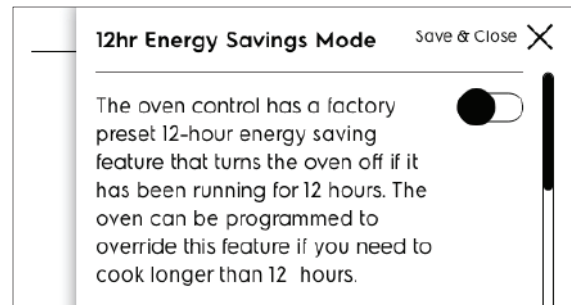 12hr Energy Savings Mode
Save & Close
The oven control has a factory
preset 12-hour energy saving
feature that turns the oven off if it
has been running for 12 hours. The
oven can be programmed to
override this feature if you need to
cook longer than 12 hours.